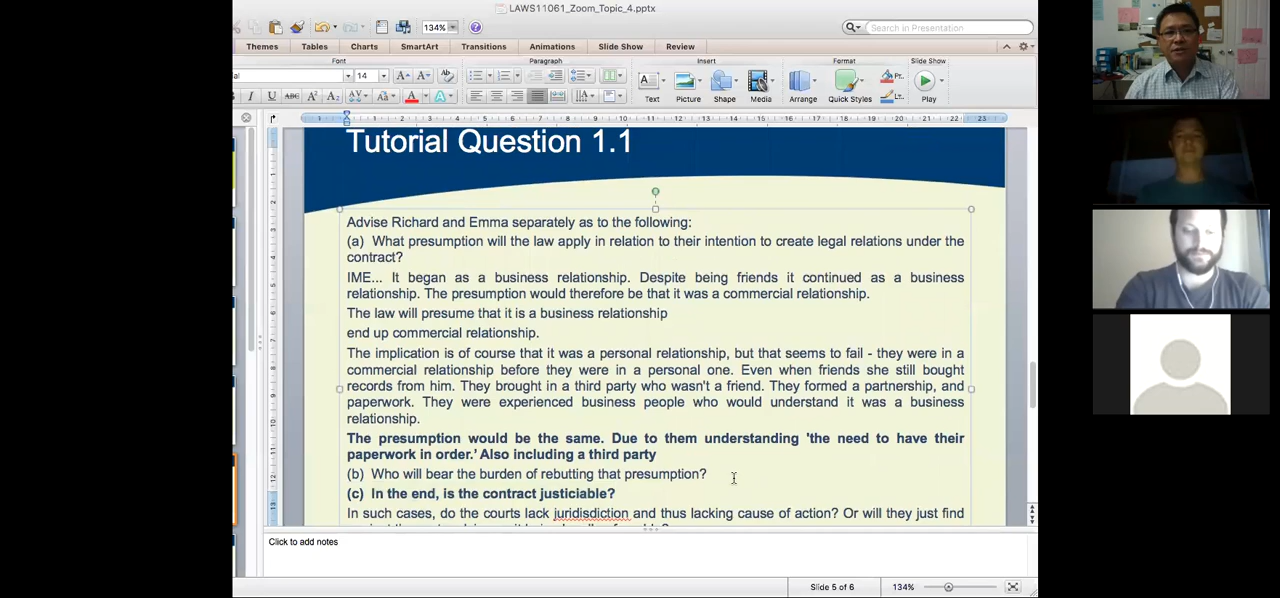 LAWS11061_Zoom_Topic_4.pptx
134%
Search in Presentation
Themes Tables Charts SmartArt Transitions Animations Slide Show Review
Font Paragraph Insert Format Slide Show
14
Text Picture Shape Media Arrange Quick Styles Play
Tutorial Question 1.1
Advise Richard and Emma separately as to the following:
(a) What presumption will the law apply in relation to their intention to create legal relations under the
contract?
IME... It began as a business relationship. Despite being friends it continued as a business
relationship. The presumption would therefore be that it was a commercial relationship.
The law will presume that it is a business relationship
end up commercial relationship.
The implication is of course that it was a personal relationship, but that seems to fail - they were in a
commercial relationship before they were in a personal one. Even when friends she still bought
records from him. They brought in a third party who wasn't a friend. They formed a partnership, and
paperwork. They were experienced business people who would understand it was a business
relationship.
The presumption would be the same. Due to them understanding 'the need to have their
paperwork in order.' Also including a third party
(b) Who will bear the burden of rebutting that presumption?
(c) In the end, is the contract justiciable?
In such cases, do the courts lack juridisdiction and thus lacking cause of action? Or will they just find
Click to add notes
Slide 5 of 6 134%